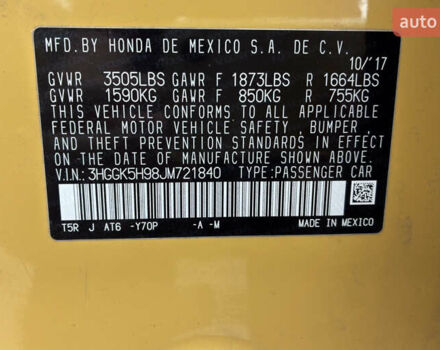 auto.ria
MFD.BY HONDA DE MEXICO S.A. DE C.V.
10/'17
GVWR 3505LBS GAWR F 1873LBS R 1664LBS
GVWR 1590KG GAWR F 850KG R 755KG
THIS VEHICLE CONFORMS TO ALL APPLICABLE
FEDERAL MOTOR VEHICLE SAFETY , BUMPER ,
AND THEFT PREVENTION STANDARDS IN EFFECT
ON THE DATE OF MANUFACTURE SHOWN ABOVE.
V.I.N.: 3HGGK5H98JM721840 TYPE:PASSENGER CAR
T5R J AT6 -Y70P -A -M MADE IN MEXICO